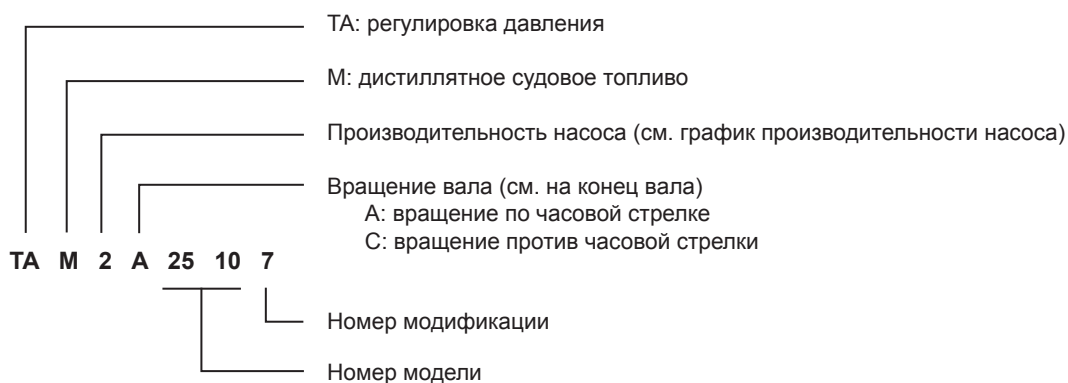 TA: регулировка давления
M: дистиллятное судовое топливо
Производительность насоса (см. график производительности насоса)
Вращение вала (см. на конец вала)
A: вращение по часовой стрелке
C: вращение против часовой стрелки
TA M 2 A 25 10 7
Номер модификации
Номер модели